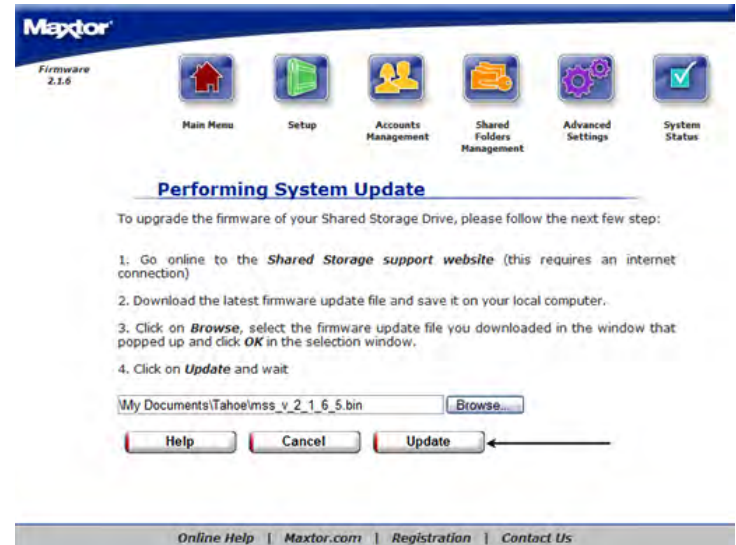 Maxtor
Firmware
2.1.6
Main Menu
Setup
Accounts
Management
Shared
Folders
Management
Advanced
Settings
System
Status
Performing System Update
To upgrade the firmware of your Shared Storage Drive, please follow the next few step:
1. Go online to the Shared Storage support website (this requires an internet
connection)
2. Download the latest firmware update file and save it on your local computer.
3. Click on Browse, select the firmware update file you downloaded in the window that
popped up and click OK in the selection window.
4. Click on Update and wait
\My Documents\Tahoe\mss_v_2_1_6_5.bin Browse...
Help Cancel Update
Online Help | Maxtor.com | Registration | Contact Us